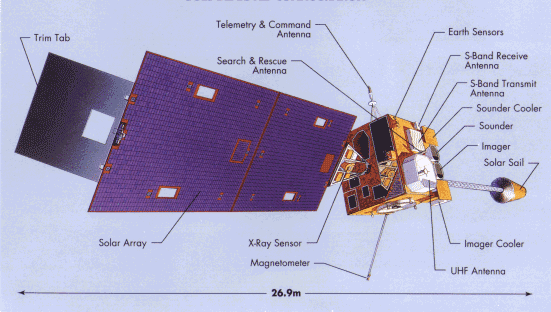 Telemetry & Command
Antenna
Earth Sensors
Trim Tab
S-Band Receive
Antenna
Search & Rescue
Antenna
S-Band Transmit
Antenna
Sounder Cooler
Sounder
Imager
Solar Sail
Solar Array
X-Ray Sensor
Imager Cooler
Magnetometer
UHF Antenna
26.9m